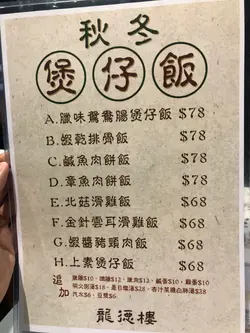 秋冬
煲仔飯
A. 臘味鴛鴦腸煲仔飯 $78
B. 蝦乾排骨飯 $78
C. 鹹魚肉餅飯 $78
D. 章魚肉餅飯 $78
E. 北菇滑雞飯 $68
F. 金針雲耳滑雞飯 $68
G. 蝦醬豬頸肉飯 $68
H. 上素煲仔飯 $68
追加
龍德樓